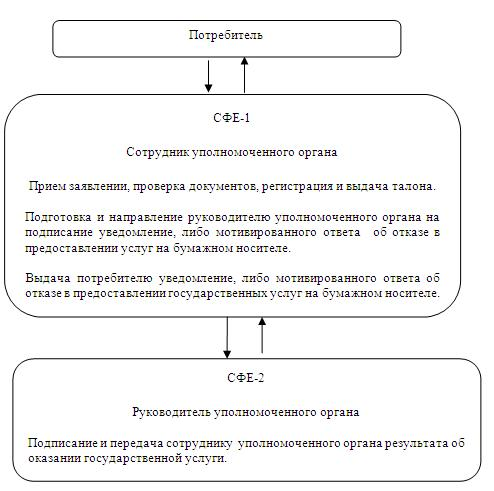 Потребитель
СФЕ-1
Сотрудник уполномоченного органа
Прием заявлении, проверка документов, регистрация и выдача талона.
Подготовка и направление руководителю уполномоченного органа на
подписание уведомление, либо мотивированного ответа об отказе в
предоставлении услуг на бумажном носителе.
Выдача потребителю уведомление, либо мотивированного ответа об
отказе в предоставлении государственных услуг на бумажном носителе.
СФЕ-2
Руководитель уполномоченного органа
Подписание и передача сотруднику уполномоченного органа результата об
оказании государственной услуги.